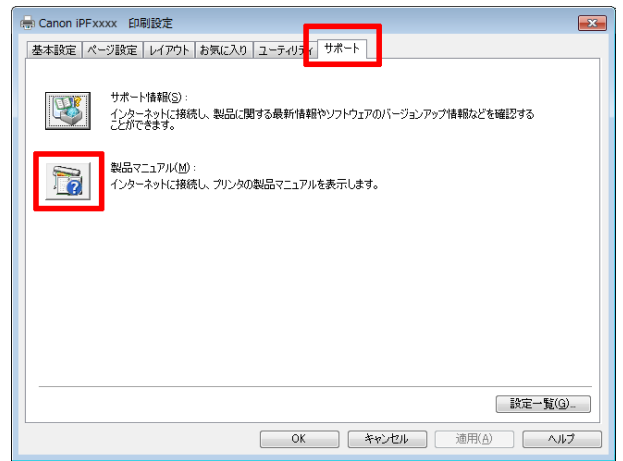 Canon iPFxxxx 印刷設定
基本設定 ページ設定 レイアウト お気に入り ユーティリティ サポート
サポート情報(S) :
インターネットに接続し、製品に関する最新情報やソフトウェアのバージョンアップ情報などを確認する
ことができます。
製品マニュアル(M) :
インターネットに接続し、プリンタの製品マニュアルを表示します。
設定一覧(G)...
OK キャンセル 適用(A) ヘルプ